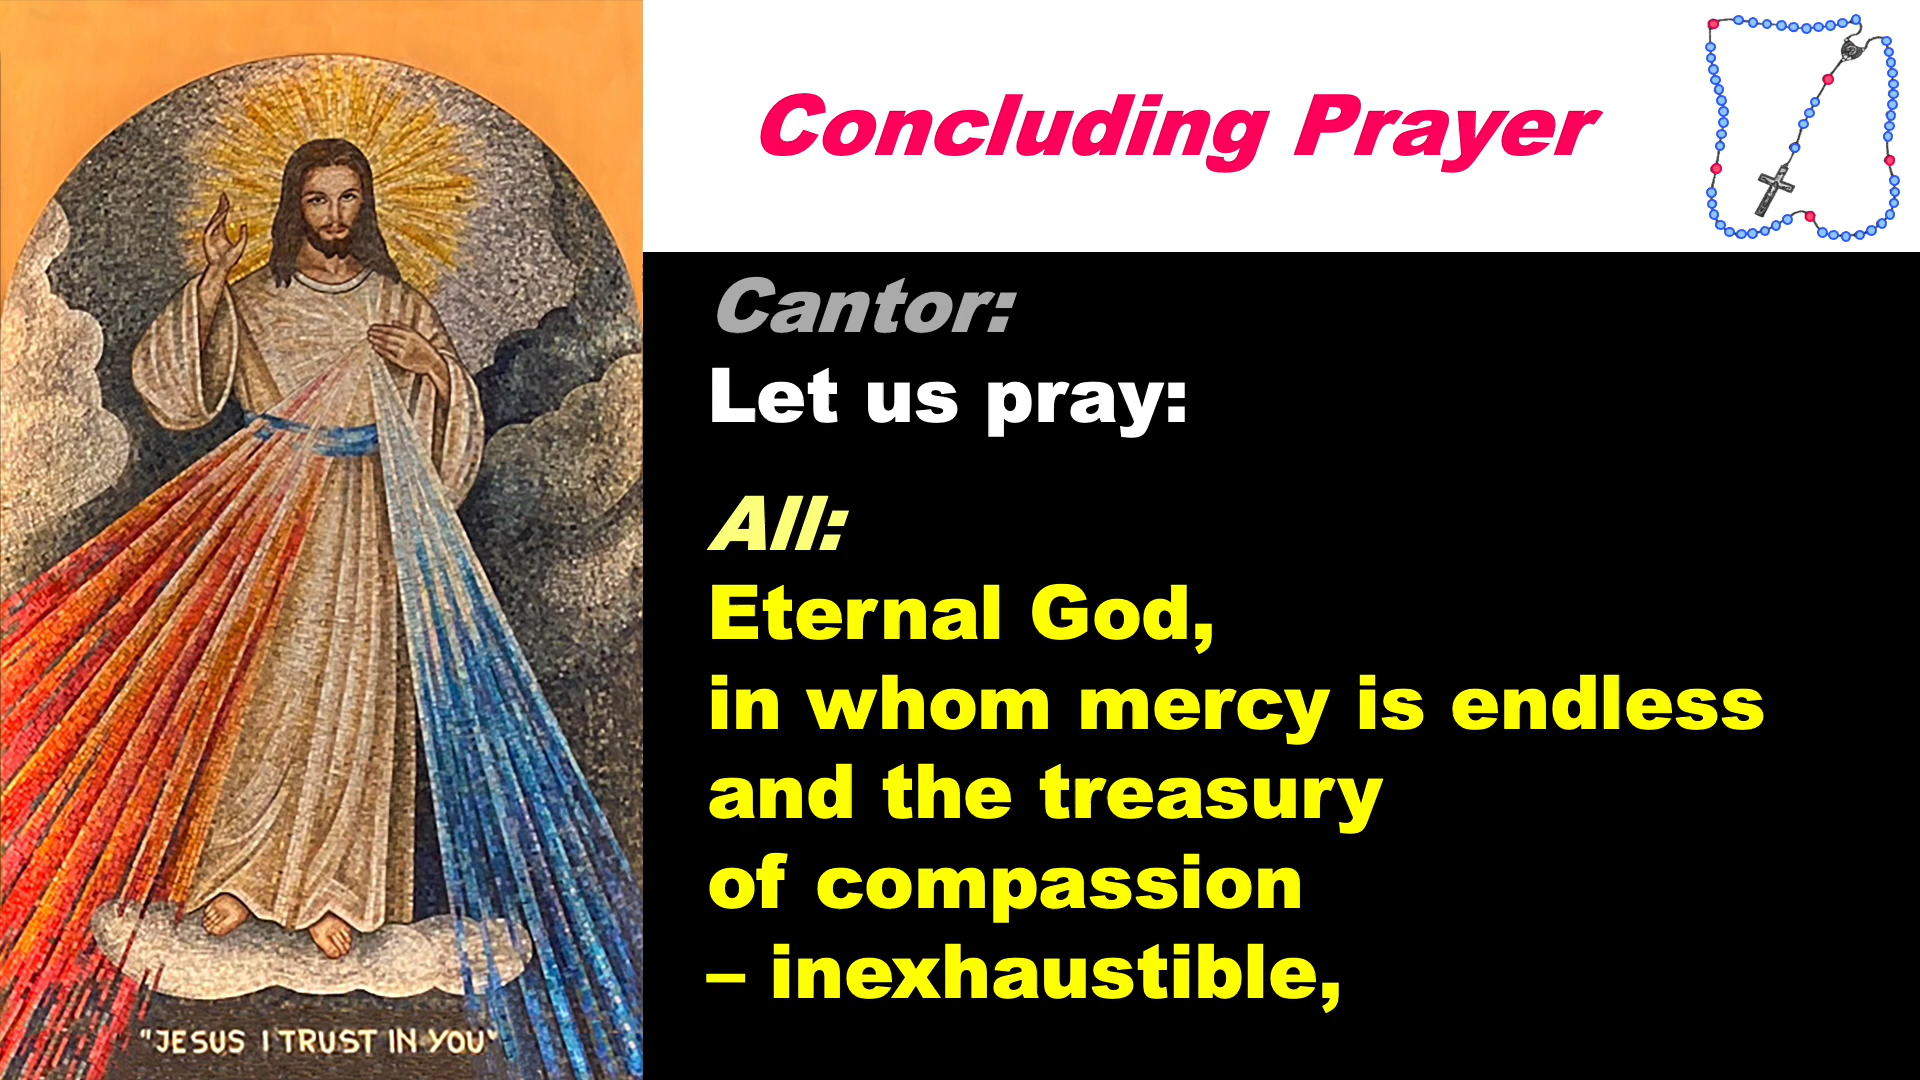 Concluding Prayer
Cantor:
Let us pray:
All:
Eternal God,
in whom mercy is endless
and the treasury
of compassion
– inexhaustible,
"JESUS I TRUST IN YOU"